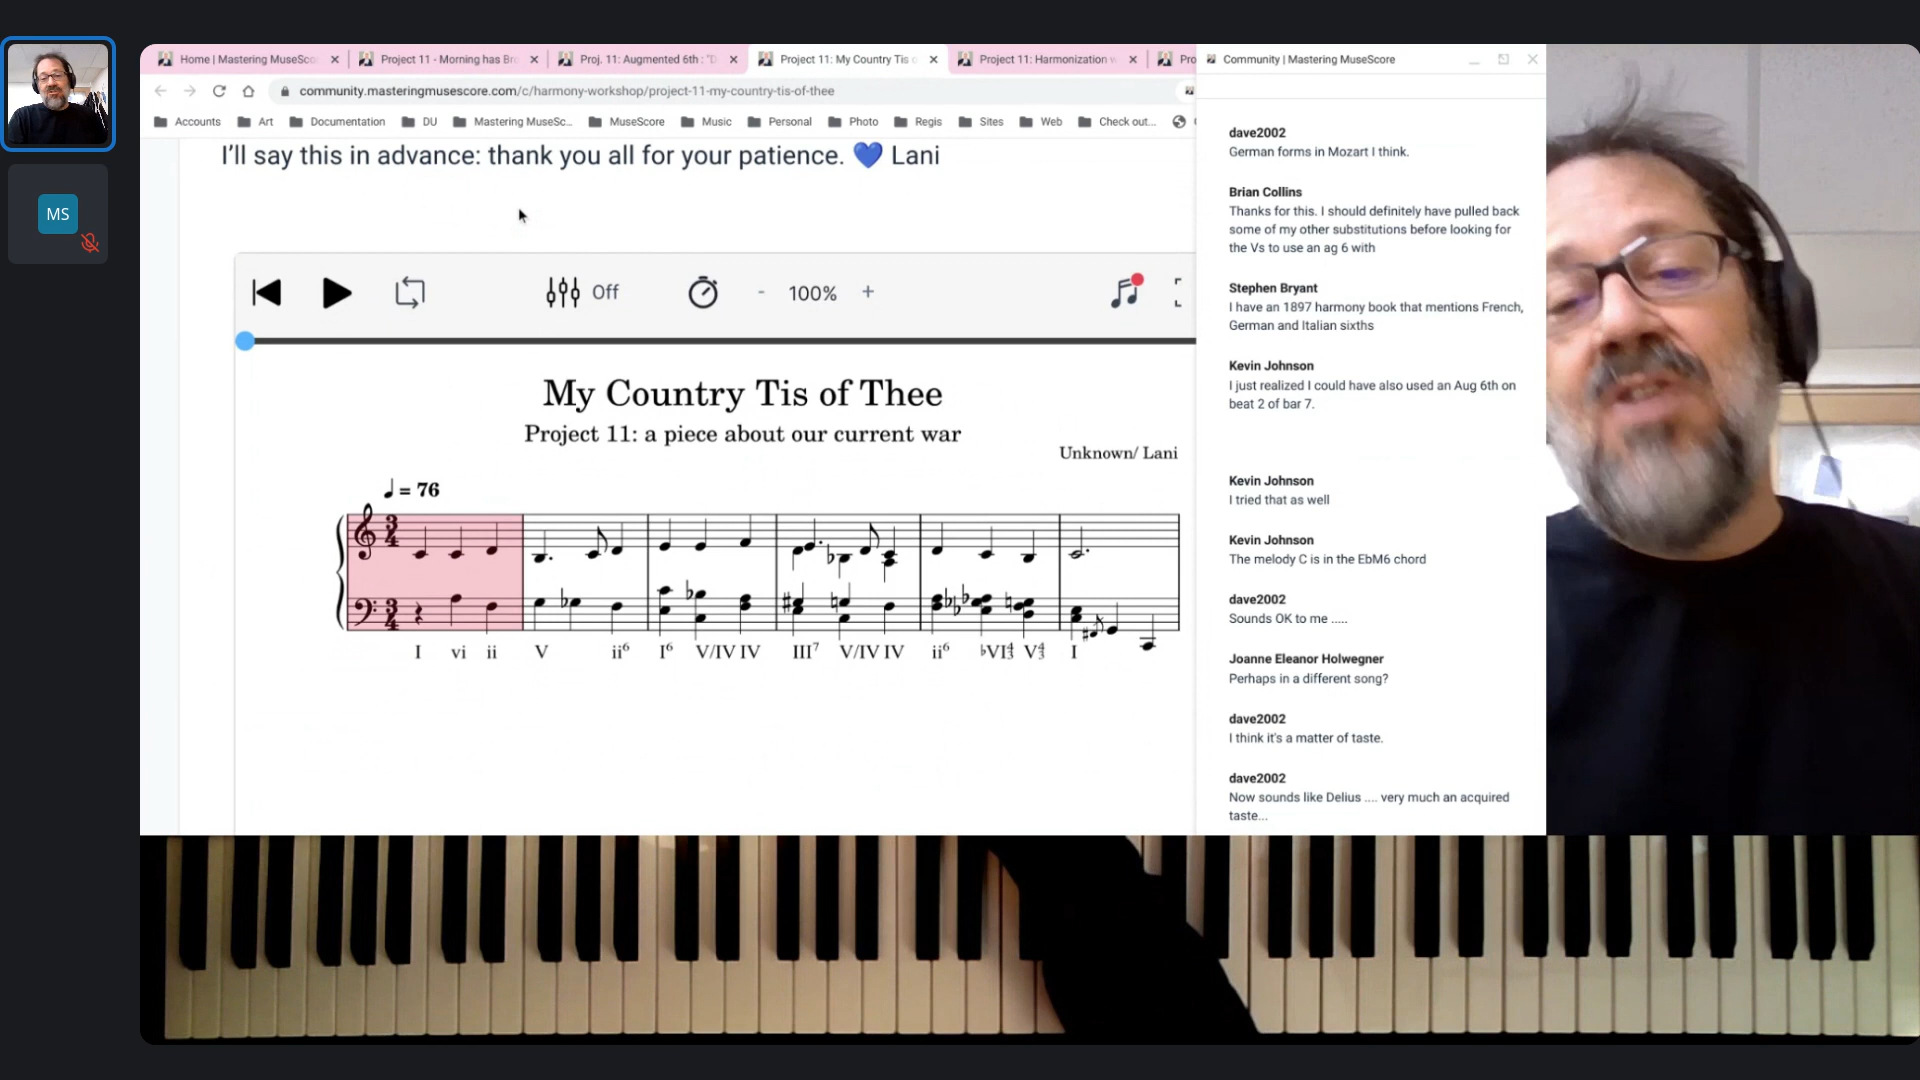 MS
Home | Mastering MuseSco
Project 11 - Morning has Br
Proj. 11: Augmented 6th : "D
Project 11: My Country Tis o
Project 11: Harmonization w
Pro
community.masteringmusescore.com/c/harmony-workshop/project-11-my-country-tis-of-thee
Accounts
Art
Documentation
DU
Mastering MuseSc...
MuseScore
Music
Personal
Photo
Regis
Sites
Web
Check out...
I'll say this in advance: thank you all for your patience. 💙 Lani
Off
- 100% +
My Country Tis of Thee
Project 11: a piece about our current war
Unknown/ Lani
♩ = 76
I vi ii V ii⁶ I⁶ V/IV IV III⁷ V/IV IV ii⁶ ♭VI⁴₃ V⁴₃ I
Community | Mastering MuseScore
dave2002
German forms in Mozart I think.
Brian Collins
Thanks for this. I should definitely have pulled back
some of my other substitutions before looking for
the Vs to use an ag 6 with
Stephen Bryant
I have an 1897 harmony book that mentions French,
German and Italian sixths
Kevin Johnson
I just realized I could have also used an Aug 6th on
beat 2 of bar 7.
Kevin Johnson
I tried that as well
Kevin Johnson
The melody C is in the EbM6 chord
dave2002
Sounds OK to me .....
Joanne Eleanor Holwegner
Perhaps in a different song?
dave2002
I think it's a matter of taste.
dave2002
Now sounds like Delius .... very much an acquired
taste...